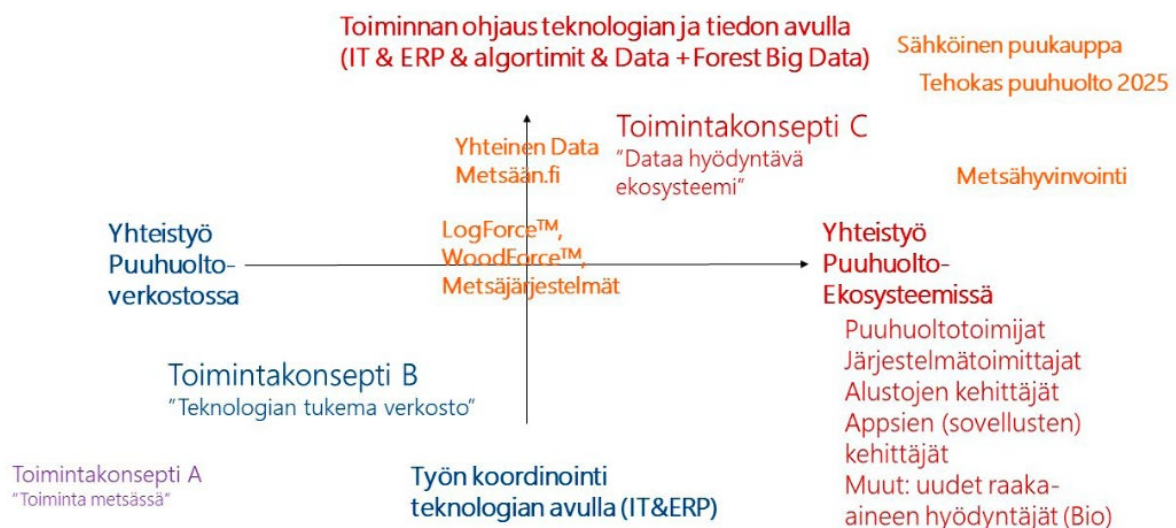 Toiminnan ohjaus teknologian ja tiedon avulla
(IT & ERP & algortimit & Data +Forest Big Data)
Sähköinen puukauppa
Tehokas puuhuolto 2025
Yhteinen Data
Metsään.fi
Toimintakonsepti C
"Dataa hyödyntävä
ekosysteemi"
Metsähyvinvointi
Yhteistyö
Puuhuolto-
verkostossa
LogForce™,
WoodForce™,
Metsäjärjestelmät
Yhteistyö
Puuhuolto-
Ekosysteemissä
Puuhuoltotoimijat
Järjestelmätoimittajat
Alustojen kehittäjät
Appsien (sovellusten)
kehittäjät
Muut: uudet raaka-
aineen hyödyntäjät (Bio)
Toimintakonsepti B
"Teknologian tukema verkosto"
Toimintakonsepti A
"Toiminta metsässä"
Työn koordinointi
teknologian avulla (IT&ERP)